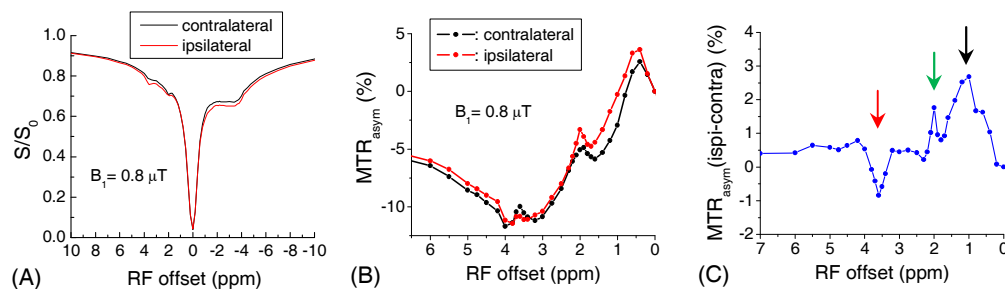 contralateral
ipsilateral
1.0
0.8
0.6
0.4
0.2
0.0
S/S0
B1= 0.8 μT
10 8 6 4 2 0 -2 -4 -6 -8 -10
RF offset (ppm)
(A)
: contralateral
: ipsilateral
5
0
-5
-10
MTRasym(%)
B1= 0.8 μT
6 5 4 3 2 1 0
RF offset (ppm)
(B)
4
3
2
1
0
-1
-2
MTRasym(ispi-contra) (%)
7 6 5 4 3 2 1 0
RF offset (ppm)
(C)